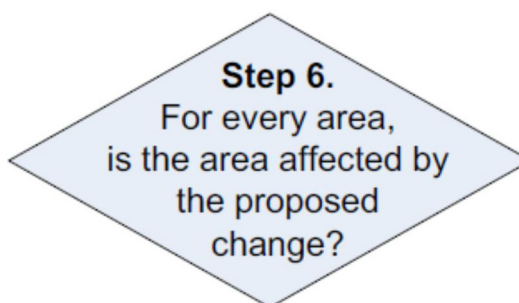 Step 6.
For every area,
is the area affected by
the proposed
change?